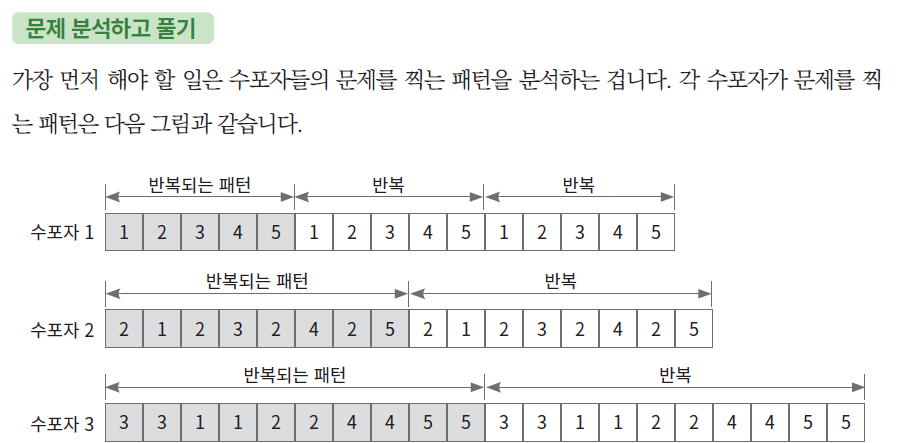 문제 분석하고 풀기
가장 먼저 해야 할 일은 수포자들의 문제를 찍는 패턴을 분석하는 겁니다. 각 수포자가 문제를 찍
는 패턴은 다음 그림과 같습니다.
반복되는 패턴 반복 반복
수포자 1 1 2 3 4 5 1 2 3 4 5 1 2 3 4 5
반복되는 패턴 반복
수포자 2 2 1 2 3 2 4 2 5 2 1 2 3 2 4 2 5
반복되는 패턴 반복
수포자 3 3 3 1 1 2 2 4 4 5 5 3 3 1 1 2 2 4 4 5 5